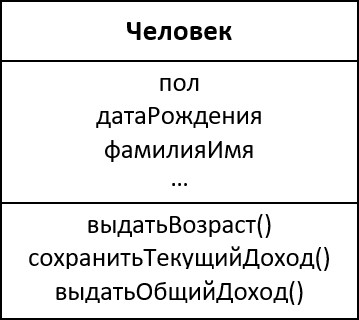 Человек
пол
датаРождения
фамилияИмя
...
выдатьВозраст()
сохранитьТекущийДоход()
выдатьОбщийДоход()